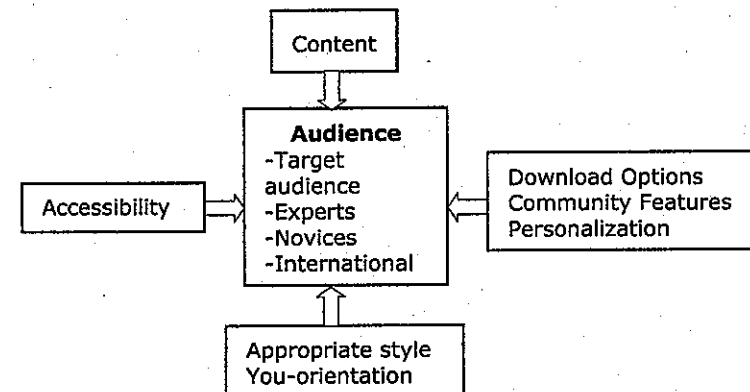 Content
Audience
-Target
audience
-Experts
-Novices
-International
Accessibility
Download Options
Community Features
Personalization
Appropriate style
You-orientation